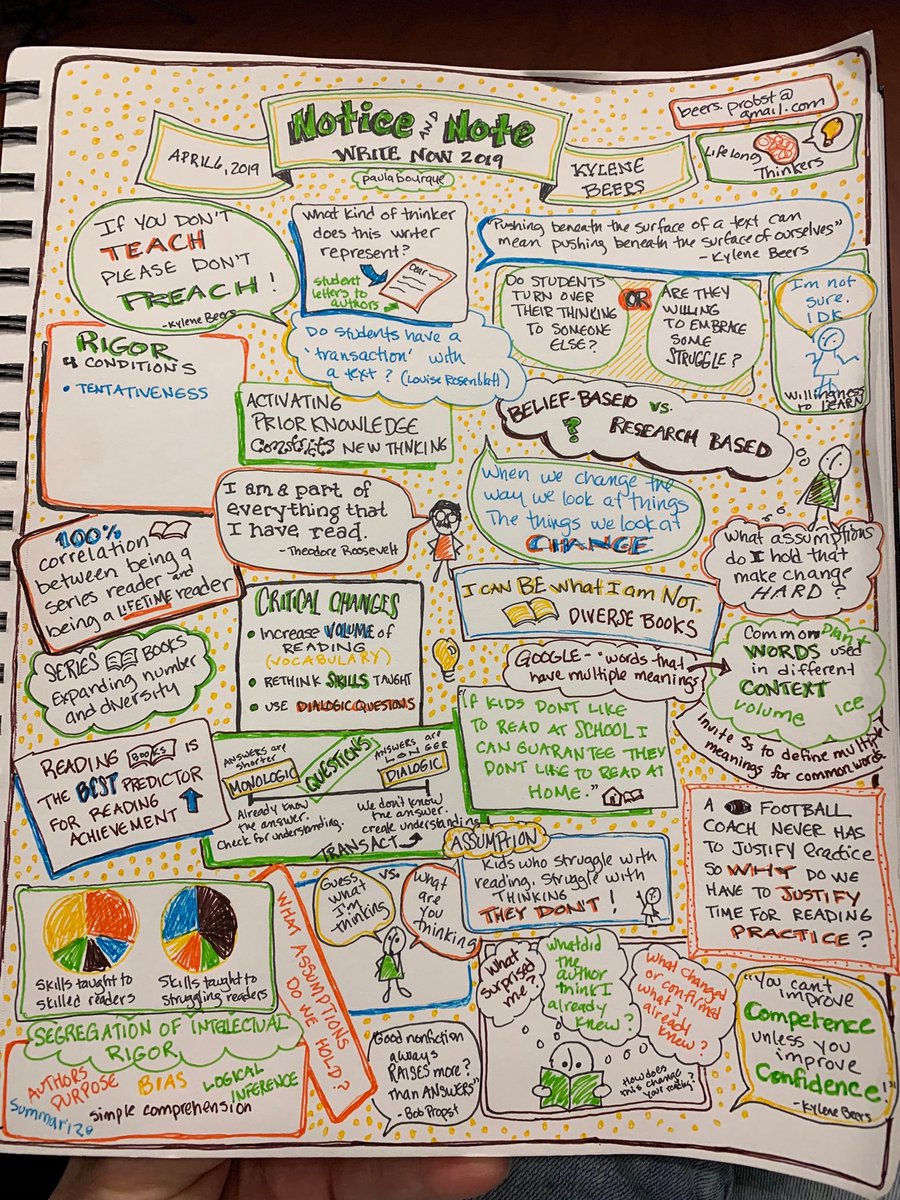 beers.probst@
gmail.com
Notice AND Note
WRITE NOW 2019
APRIL 6, 2019
KYLENE
BEERS
paula bourque
Life long
Thinkers
IF YOU DON'T
TEACH
PLEASE DON'T
PREACH!
-Kylene Beers
What kind of thinker
does this writer
represent?
Student
letters to
authors
Dear
"Pushing beneath the surface of a text can
mean pushing beneath the surface of ourselves"
- Kylene Beers
DO STUDENTS
TURN OVER
THEIR THINKING
TO SOMEONE
ELSE?
OR
ARE THEY
WILLING
TO EMBRACE
SOME
STRUGGLE?
I'm not
sure.
IDK
Willingness
to LEARN
Do students have a
'transaction' with
a text? (Louise Rosenblatt)
RIGOR
4 CONDITIONS
• TENTATIVENESS
ACTIVATING
PRIOR KNOWLEDGE
Constricts NEW THINKING
BELIEF-BASED vs.
? RESEARCH BASED
When we change the
way we look at things
The things we look at
CHANGE
I am a part of
everything that
I have read.
- Theodore Roosevelt
What assumptions
do I hold that
make change
HARD?
100%
correlation
between being a
series reader and
being a LIFETIME reader
CRITICAL CHANGES
• Increase VOLUME of
READING
(VOCABULARY)
• RETHINK SKILLS TAUGHT
• USE DIALOGIC QUESTIONS
I CAN BE what I am NOT.
DIVERSE BOOKS
SERIES BOOKS
Expanding number
and diversity
GOOGLE - "words that
have multiple meanings
Common Plant
WORDS used
in different
CONTEXT
volume ice
Invite Ss to define multiple
meanings for common words.
"IF KIDS DONT LIKE
TO READ AT SCHOOL I
CAN GUARANTEE THEY
DONT LIKE TO READ AT
HOME."
READING BOOKS IS
THE BEST PREDICTOR
FOR READING
ACHIEVEMENT
ANSWERS are
shorter
MONOLOGIC
QUESTIONS
ANSWERS are
LONGER
DIALOGIC
Already know
the answer.
Check for understanding.
We don't know
the answer.
create understanding
TRANSACT
A FOOTBALL
COACH NEVER HAS
TO JUSTIFY Practice
SO WHY DO WE
HAVE TO JUSTIFY
TIME FOR READING
PRACTICE?
ASSUMPTION
Kids who struggle with
reading, Struggle with
THINKING
THEY DON'T!
Skills taught to
skilled readers
Skills taught to
struggling readers
WHAT ASSUMPTIONS
DO WE
HOLD?
Guess
what
I'm
thinking
vs.
What
are
You
Thinking
What
surprised
me?
What did
the
author
think I
already
knew?
What changed
or confirmed
what I
already
knew?
How does
this change
your reading?
SEGREGATION OF INTELLECUAL
RIGOR
AUTHORS
PURPOSE
BIAS
LOGICAL
INFERENCE
Summarize
simple comprehension
Good nonfiction
always
RAISES more?
than ANSWERS"
- Bob Propst
"You can't
improve
Competence
unless you
improve
Confidence!"
- Kylene Beers